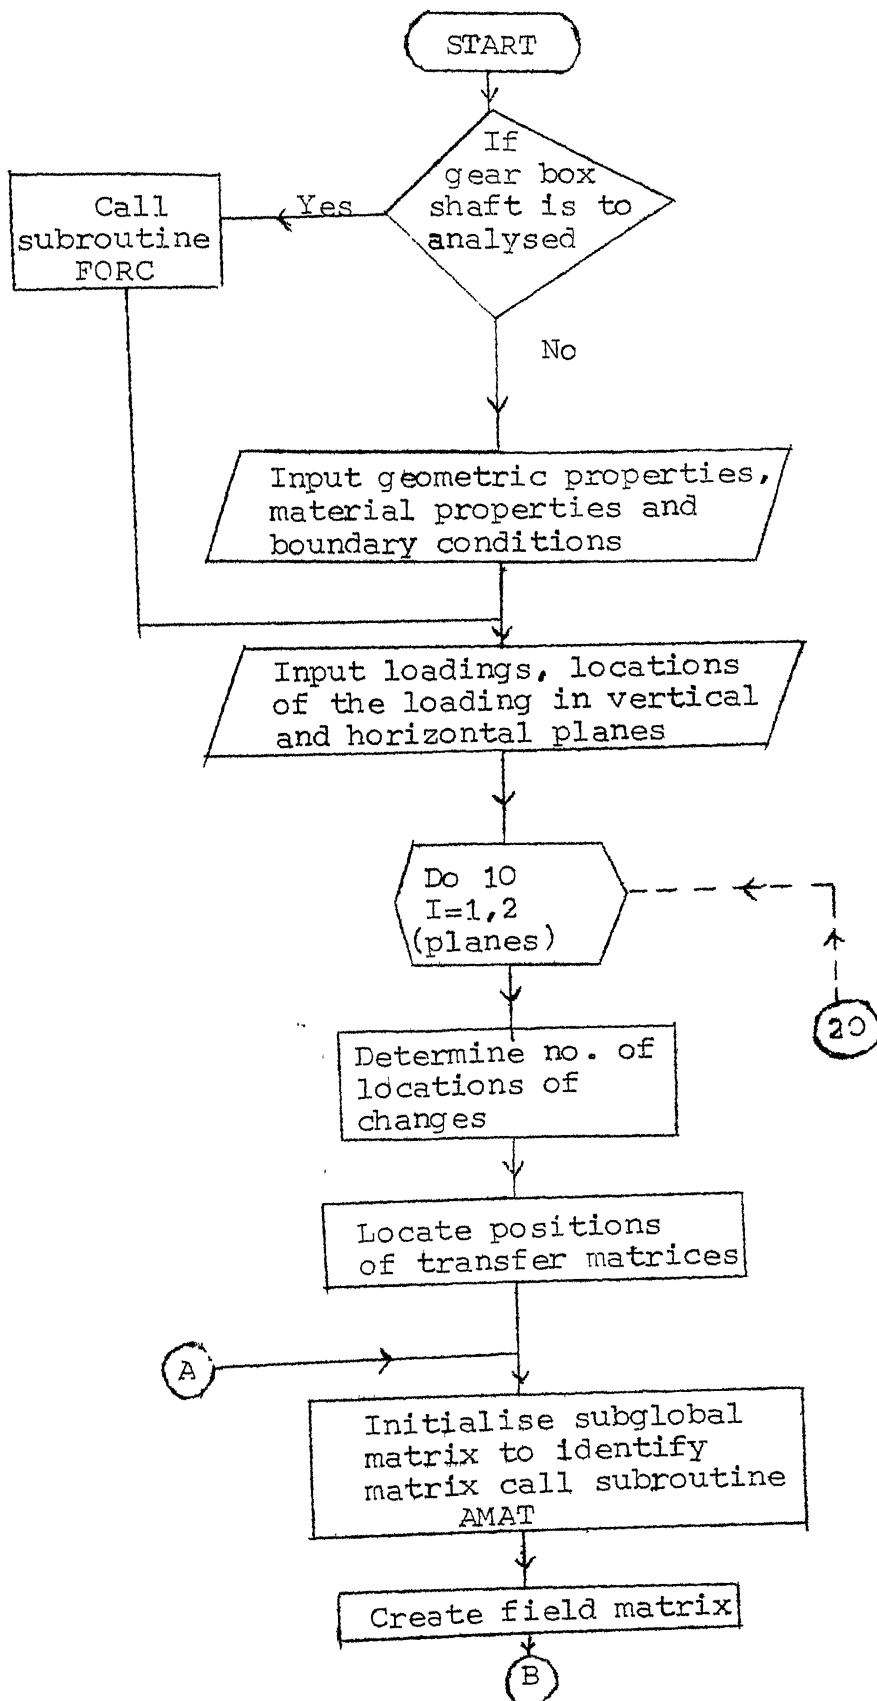 START
If
gear box
shaft is to
analysed
Yes
Call
subroutine
FORC
No
Input geometric properties,
material properties and
boundary conditions
Input loadings, locations
of the loading in vertical
and horizontal planes
Do 10
I=1,2
(planes)
20
Determine no. of
locations of
changes
Locate positions
of transfer matrices
A
Initialise subglobal
matrix to identify
matrix call subroutine
AMAT
Create field matrix
B